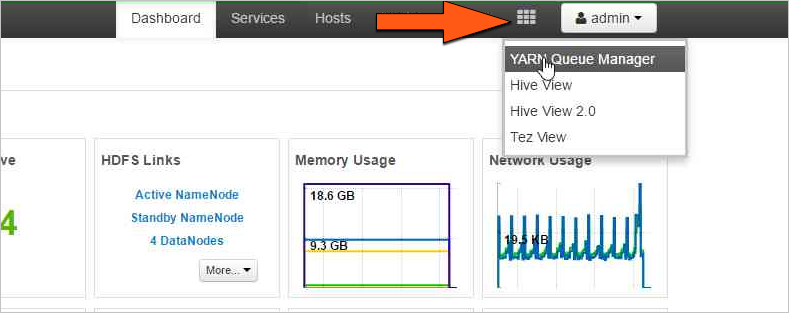 Dashboard Services Hosts
admin
YARN Queue Manager
Hive View
Hive View 2.0
Tez View
ve
4
HDFS Links
Active NameNode
Standby NameNode
4 DataNodes
More...
Memory Usage
18.6 GB
9.3 GB
Network Usage
19.5 KB